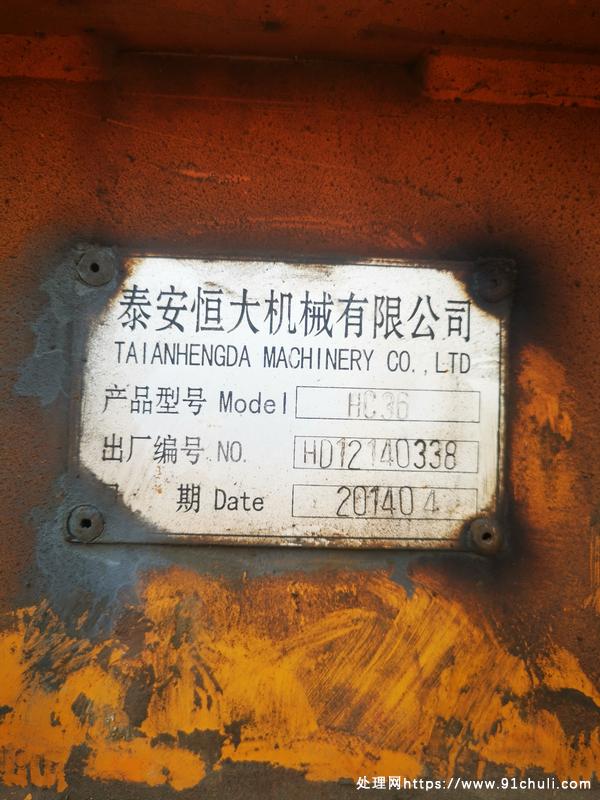 泰安恒大机械有限公司
TAIANHENGDA MACHINERY CO.,LTD
产品型号 Model HC36
出厂编号 NO. HD12140338
期 Date 201404
处理网https://www.91chuli.com/